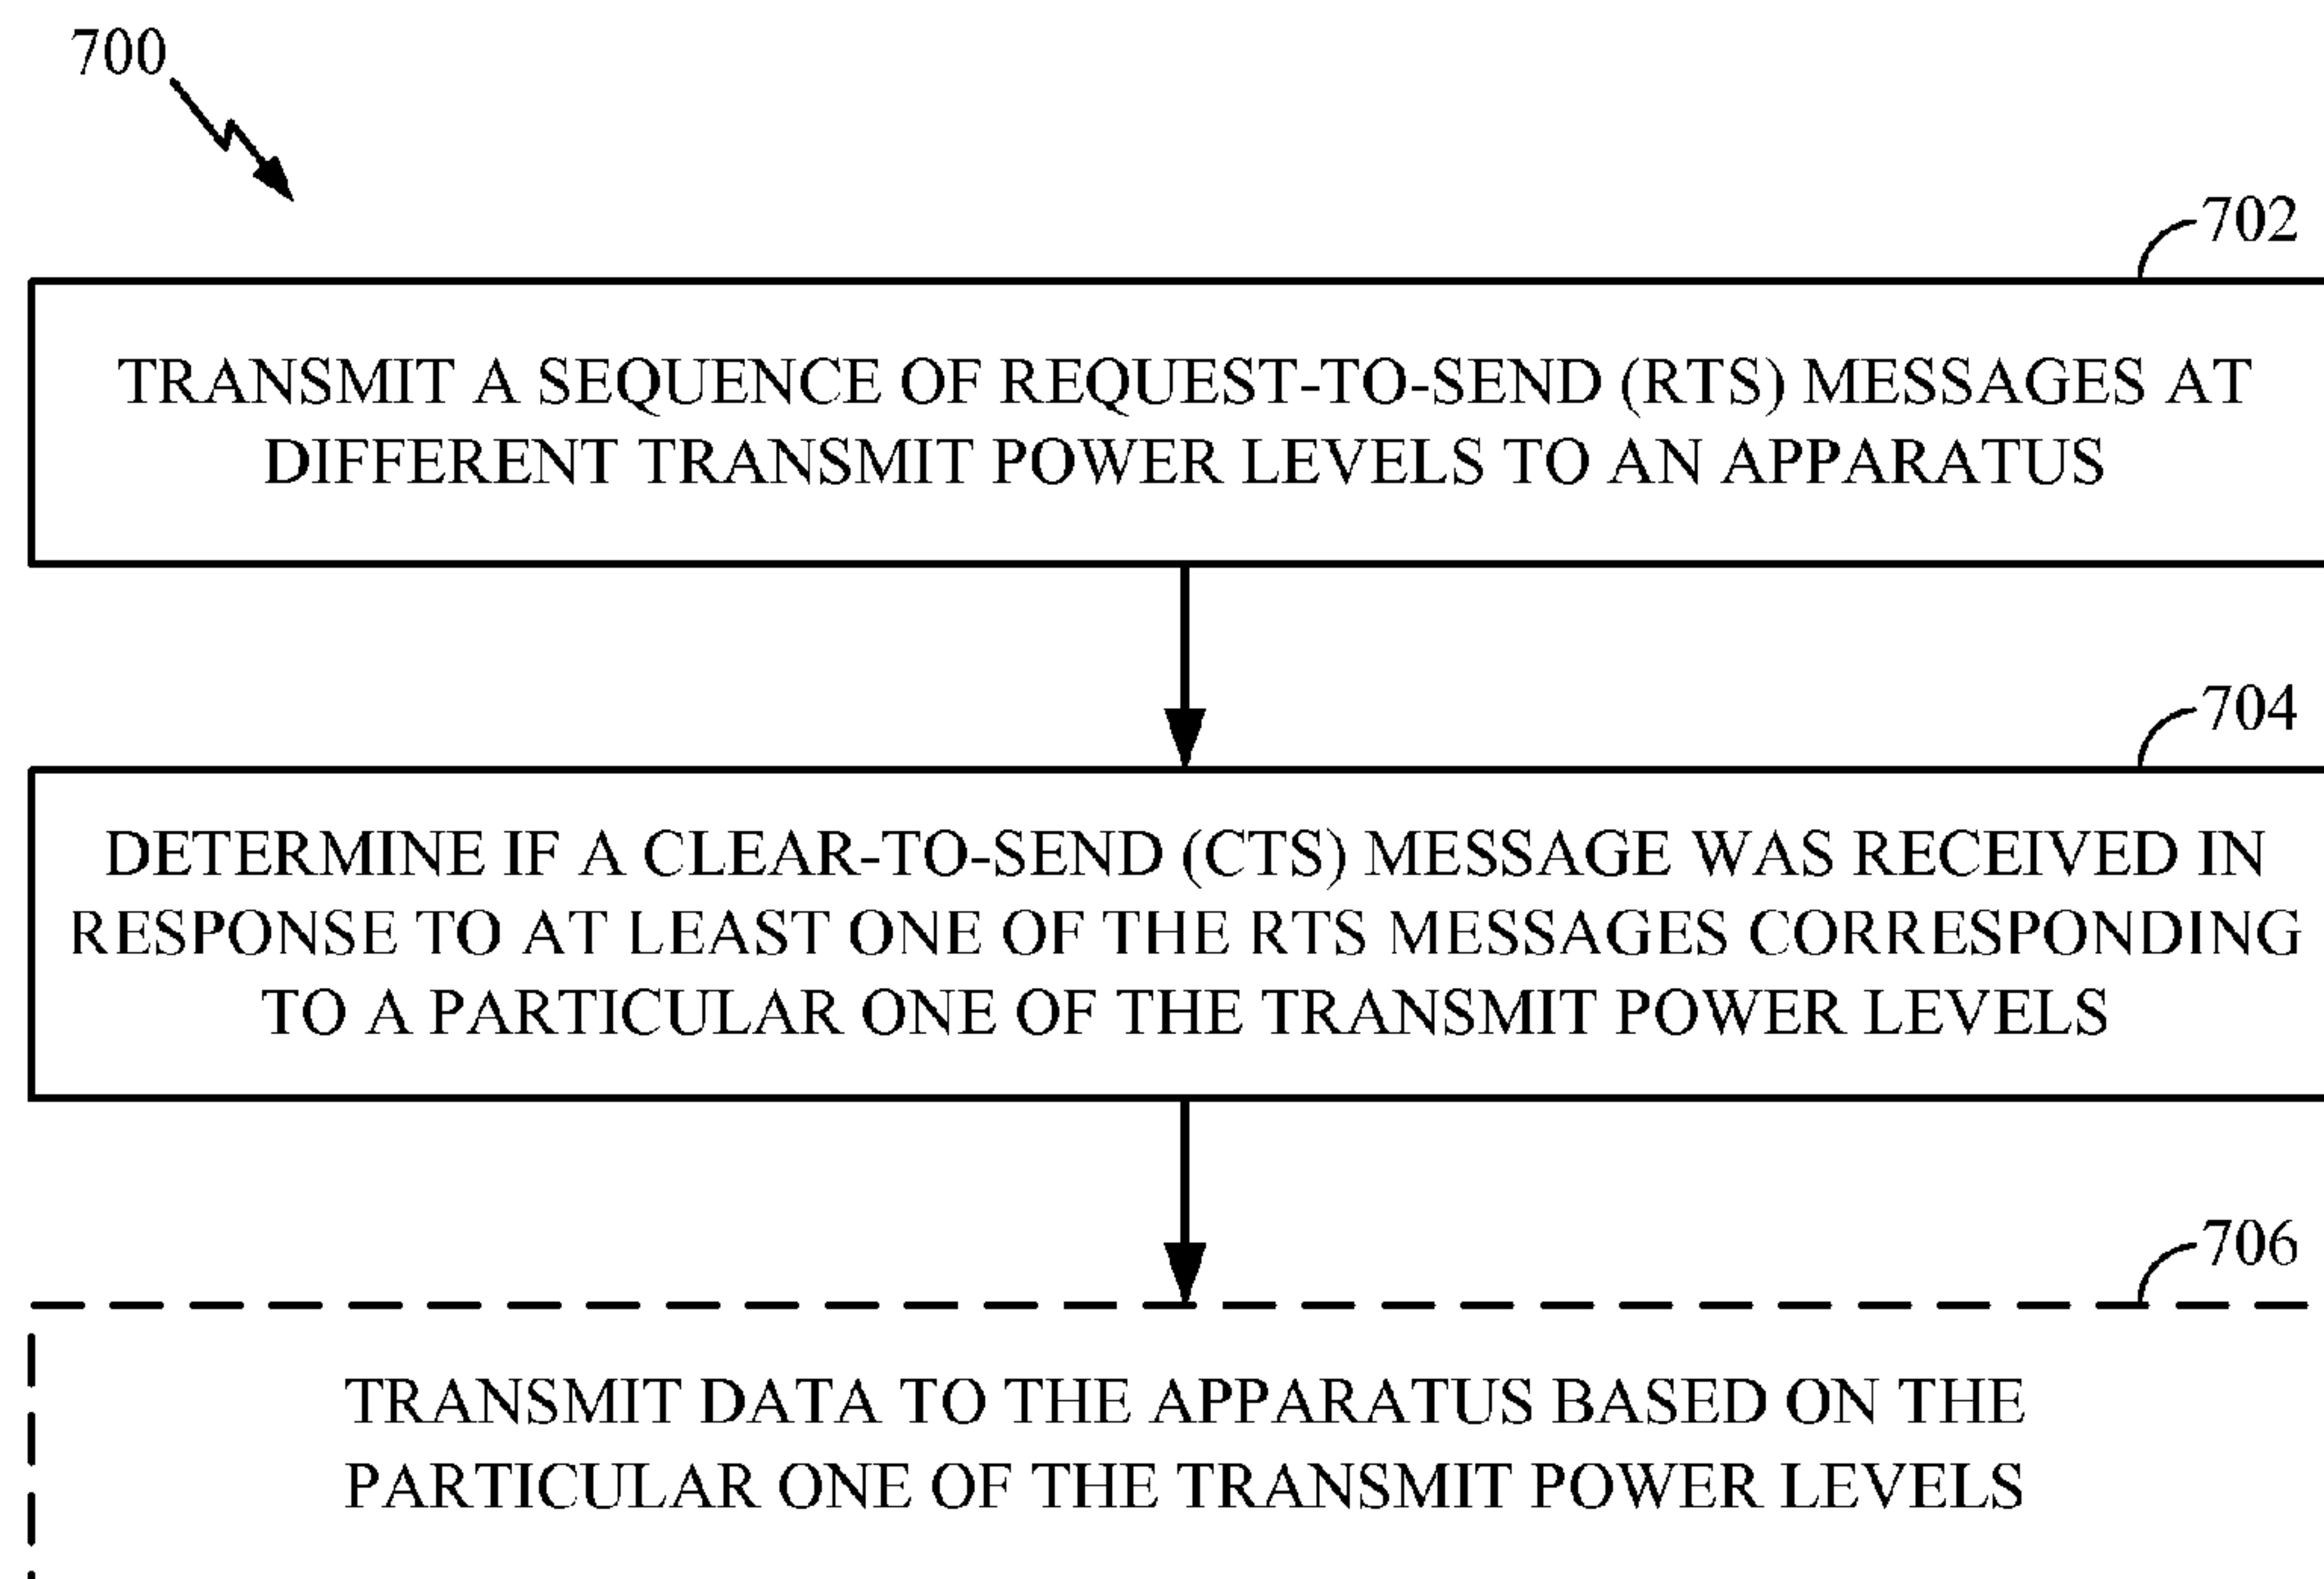 700
702
TRANSMIT A SEQUENCE OF REQUEST-TO-SEND (RTS) MESSAGES AT
DIFFERENT TRANSMIT POWER LEVELS TO AN APPARATUS
704
DETERMINE IF A CLEAR-TO-SEND (CTS) MESSAGE WAS RECEIVED IN
RESPONSE TO AT LEAST ONE OF THE RTS MESSAGES CORRESPONDING
TO A PARTICULAR ONE OF THE TRANSMIT POWER LEVELS
706
TRANSMIT DATA TO THE APPARATUS BASED ON THE
PARTICULAR ONE OF THE TRANSMIT POWER LEVELS